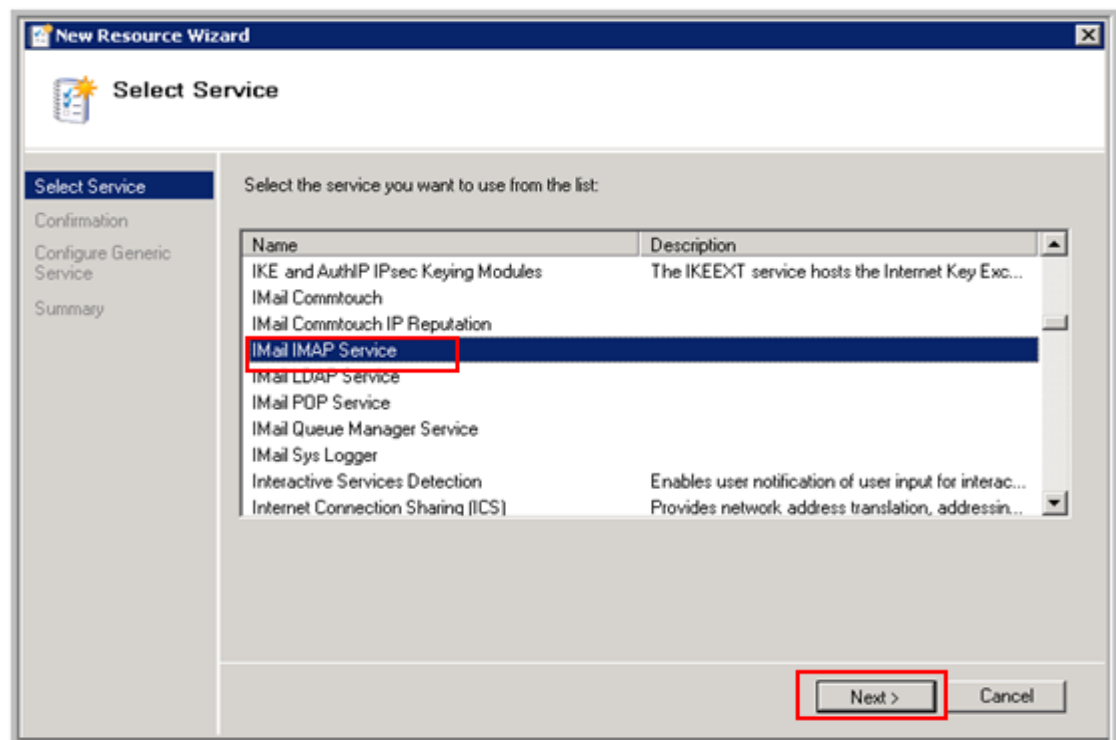 New Resource Wizard
Select Service
Select Service
Confirmation
Configure Generic
Service
Summary
Select the service you want to use from the list:
Name Description
IKE and AuthIP IPsec Keying Modules The IKEEXT service hosts the Internet Key Exc...
IMail Commtouch
IMail Commtouch IP Reputation
IMail IMAP Service
IMail LDAP Service
IMail POP Service
IMail Queue Manager Service
IMail Sys Logger
Interactive Services Detection Enables user notification of user input for interac...
Internet Connection Sharing (ICS) Provides network address translation, addressin...
Next > Cancel